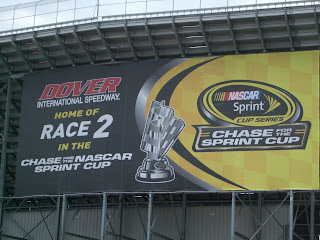 DOVER
INTERNATIONAL SPEEDWAY
HOME OF
RACE 2
IN THE
CHASE FOR THE NASCAR
SPRINT CUP
NASCAR
Sprint
CUP SERIES
CHASE FOR THE
SPRINT CUP